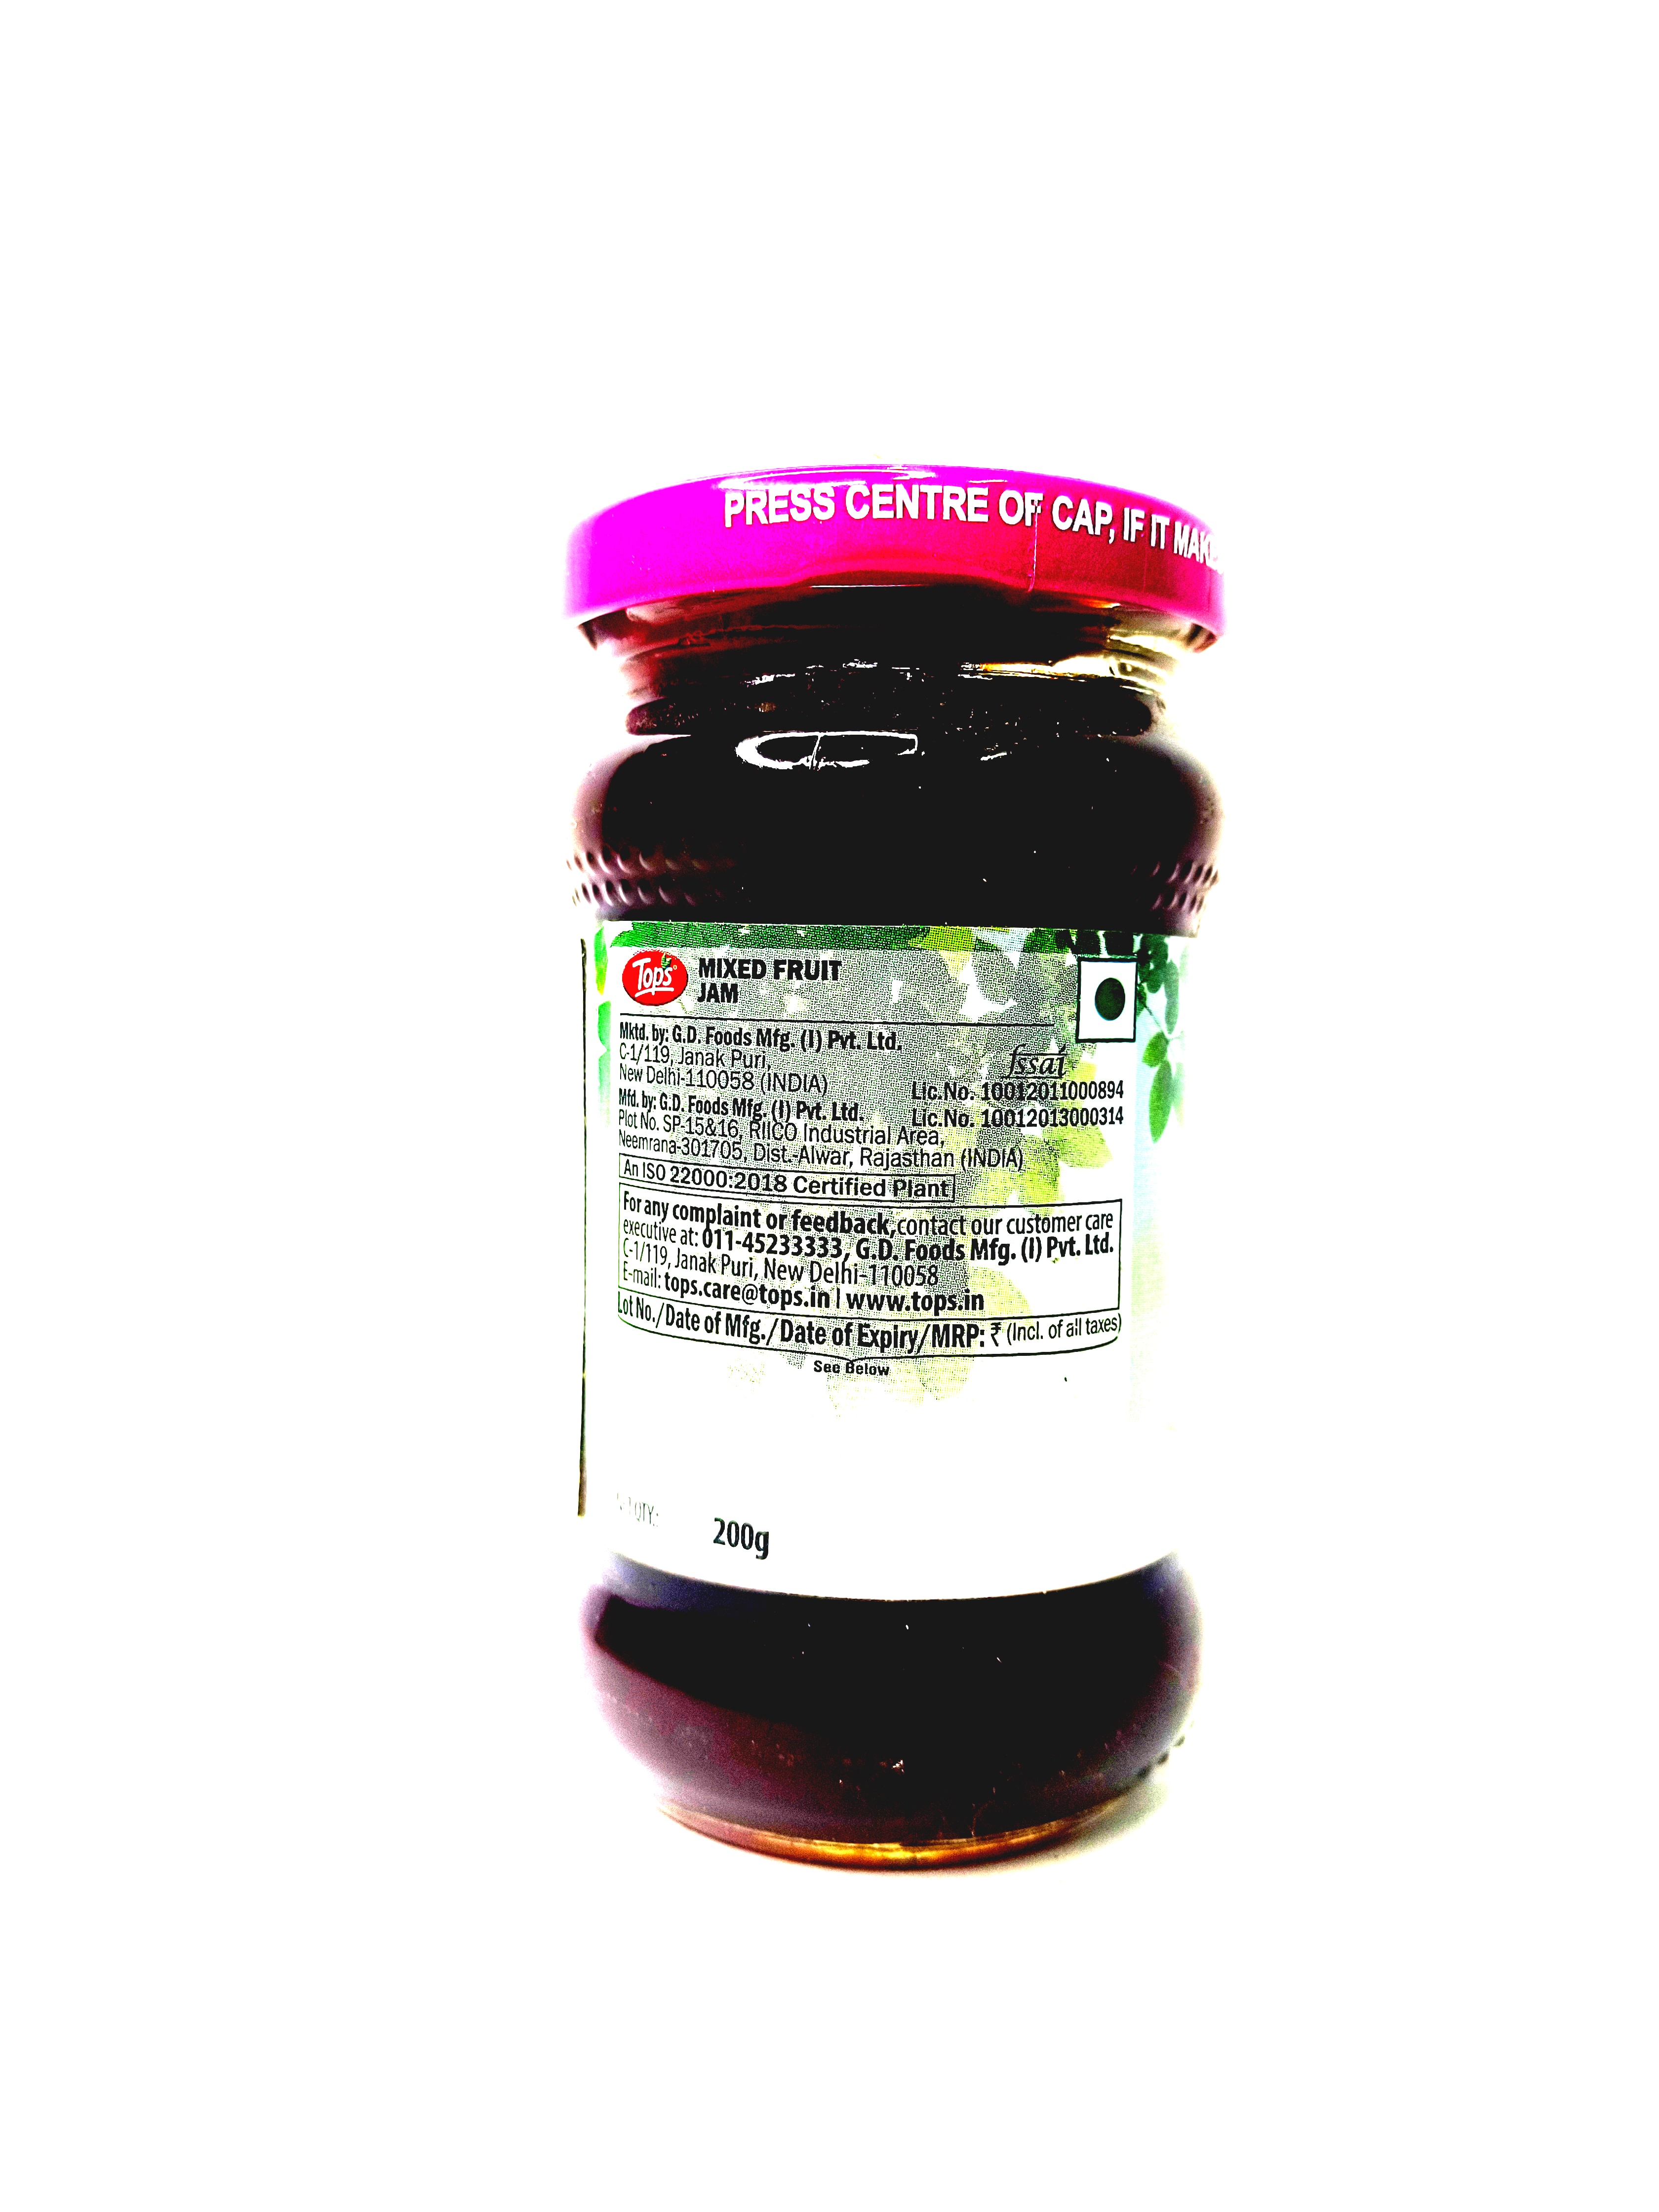 PRESS CENTRE OF CAP, IF IT
Tops
MIXED FRUIT
JAM
Mktd. by: G.D. Foods Mfg. (I) Pvt. Ltd.
C-1/119, Janak Puri,
New Delhi-110058 (INDIA)
fssai
Lic.No. 10012011000894
Mfd. by: G.D. Foods Mfg. (I) Pvt. Ltd.
Lic.No. 10012013000314
Plot No. SP-15&16, RIICO Industrial Area,
Neemrana-301705, Dist.-Alwar, Rajasthan (INDIA)
An ISO 22000:2018 Certified Plant
For any complaint or feedback, contact our customer care
executive at: 011-45233333, G.D. Foods Mfg. (I) Pvt. Ltd.
C-1/119, Janak Puri, New Delhi-110058
E-mail: tops.care@tops.in | www.tops.in
Lot No./Date of Mfg./Date of Expiry/MRP: ₹ (Incl. of all taxes)
See Below
QTY.:
200g